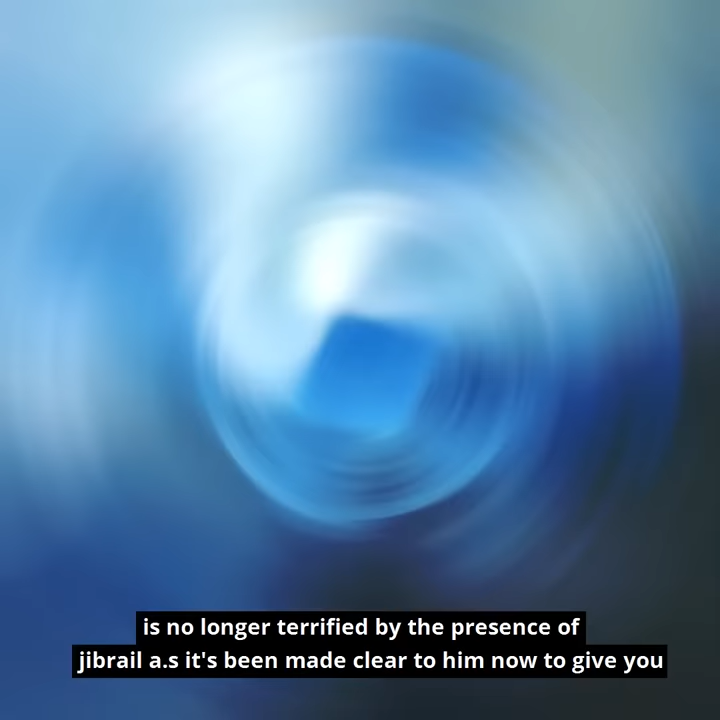 is no longer terrified by the presence of
jibrail a.s it's been made clear to him now to give you